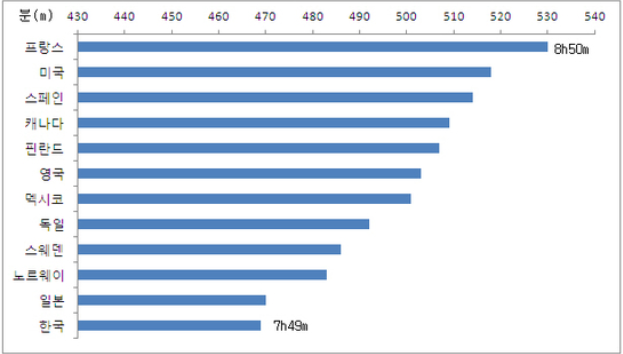 분(m)
430 440 450 460 470 480 490 500 510 520 530 540
프랑스 8h50m
미국
스페인
캐나다
핀란드
영국
멕시코
독일
스웨덴
노르웨이
일본
한국 7h49m